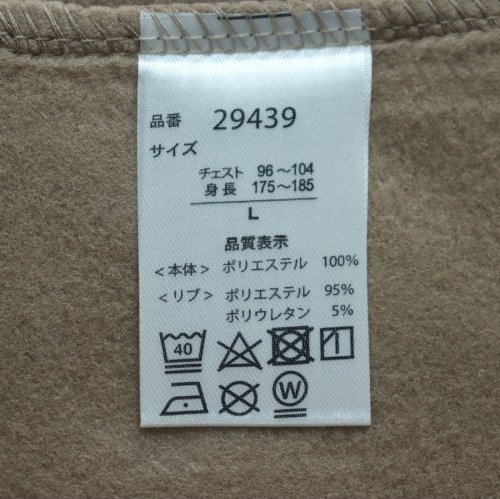 品番 29439
サイズ
チェスト 96〜104
身長 175〜185
L
品質表示
<本体> ポリエステル 100%
<リブ> ポリエステル 95%
ポリウレタン 5%
40
W